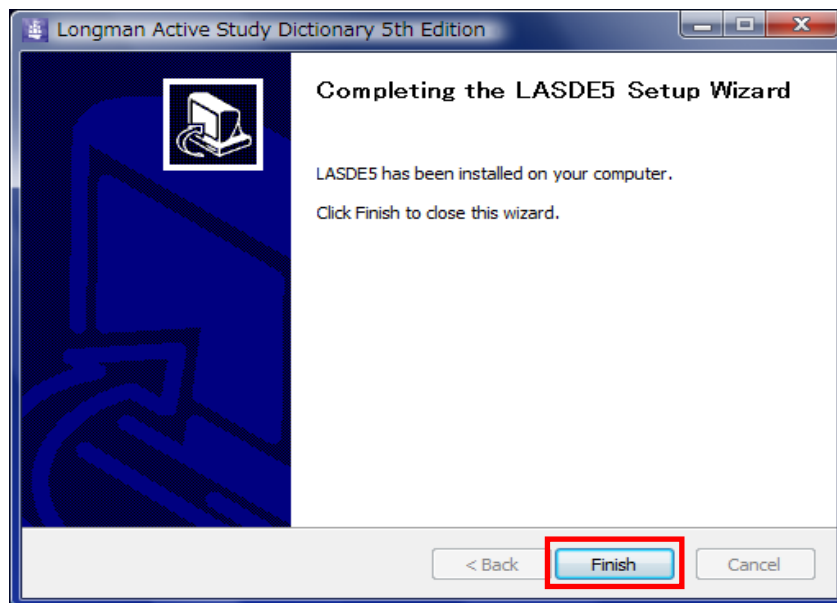 Longman Active Study Dictionary 5th Edition
Completing the LASDE5 Setup Wizard
LASDE5 has been installed on your computer.
Click Finish to close this wizard.
< Back
Finish
Cancel